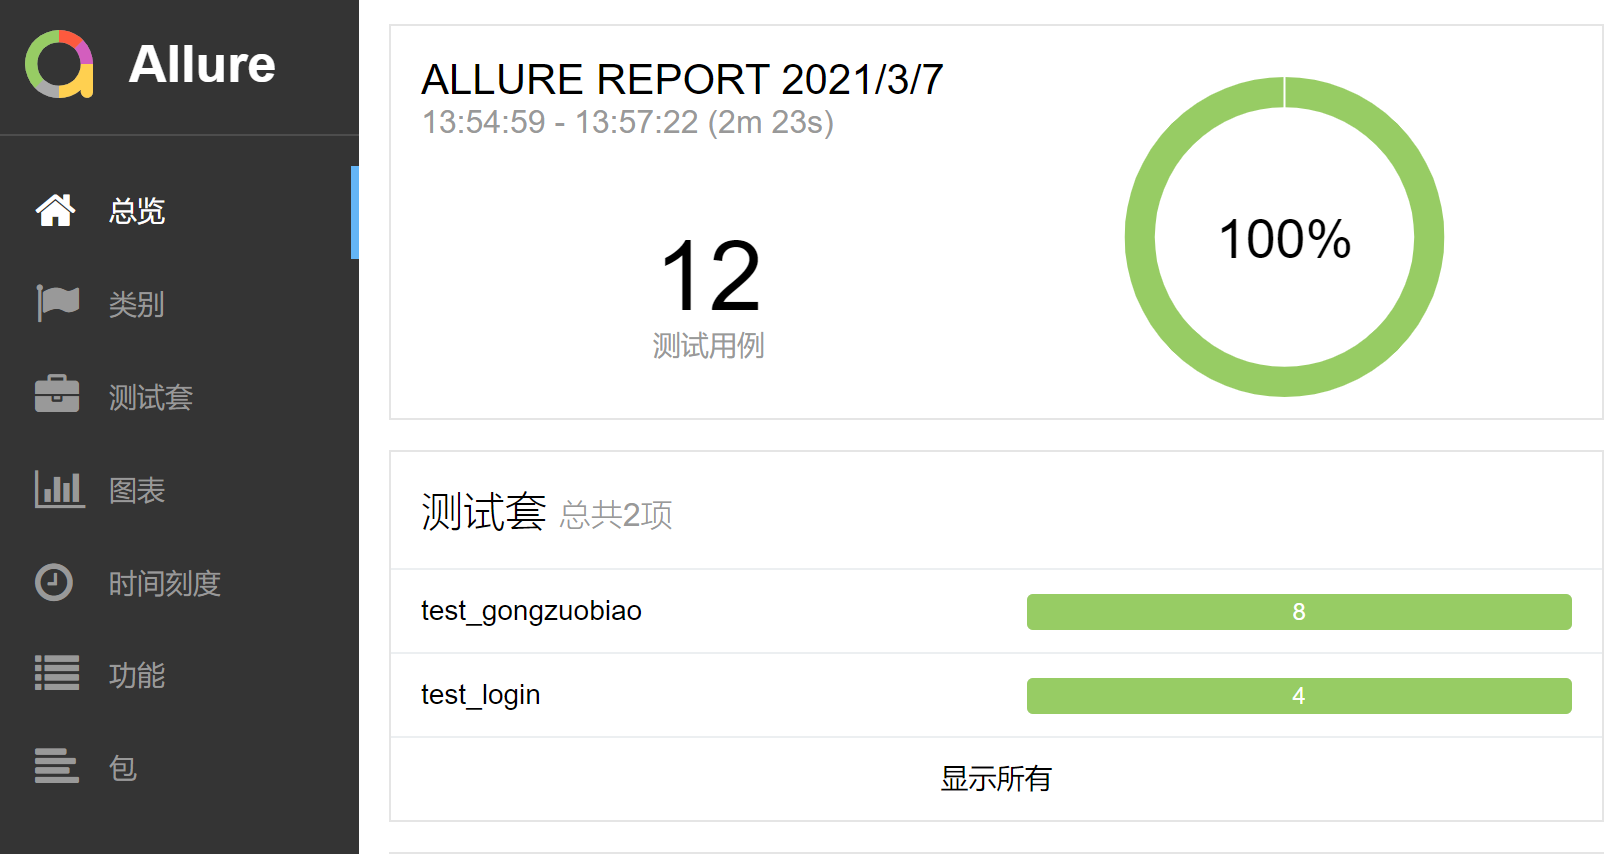 Allure
总览
类别
测试套
图表
时间刻度
功能
包
ALLURE REPORT 2021/3/7
13:54:59 - 13:57:22 (2m 23s)
12
测试用例
100%
测试套 总共2项
test_gongzuobiao 8
test_login 4
显示所有